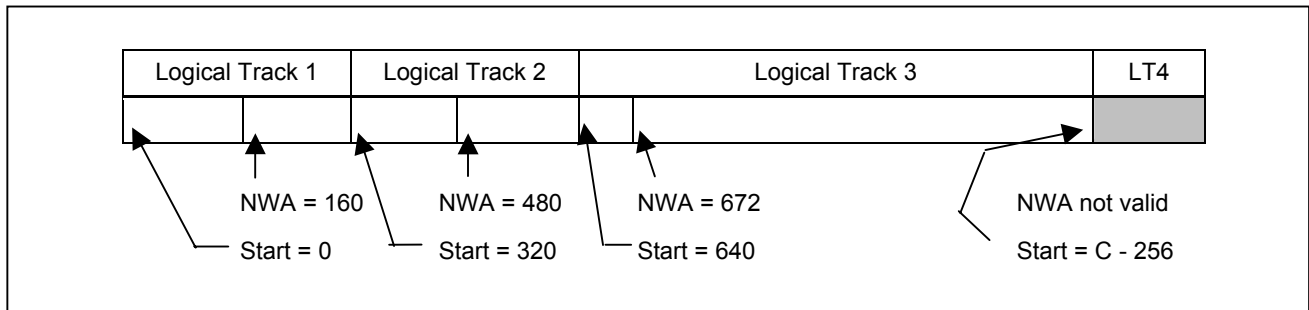 Logical Track 1 Logical Track 2 Logical Track 3 LT4
NWA = 160 NWA = 480 NWA = 672 NWA not valid
Start = 0 Start = 320 Start = 640 Start = C - 256